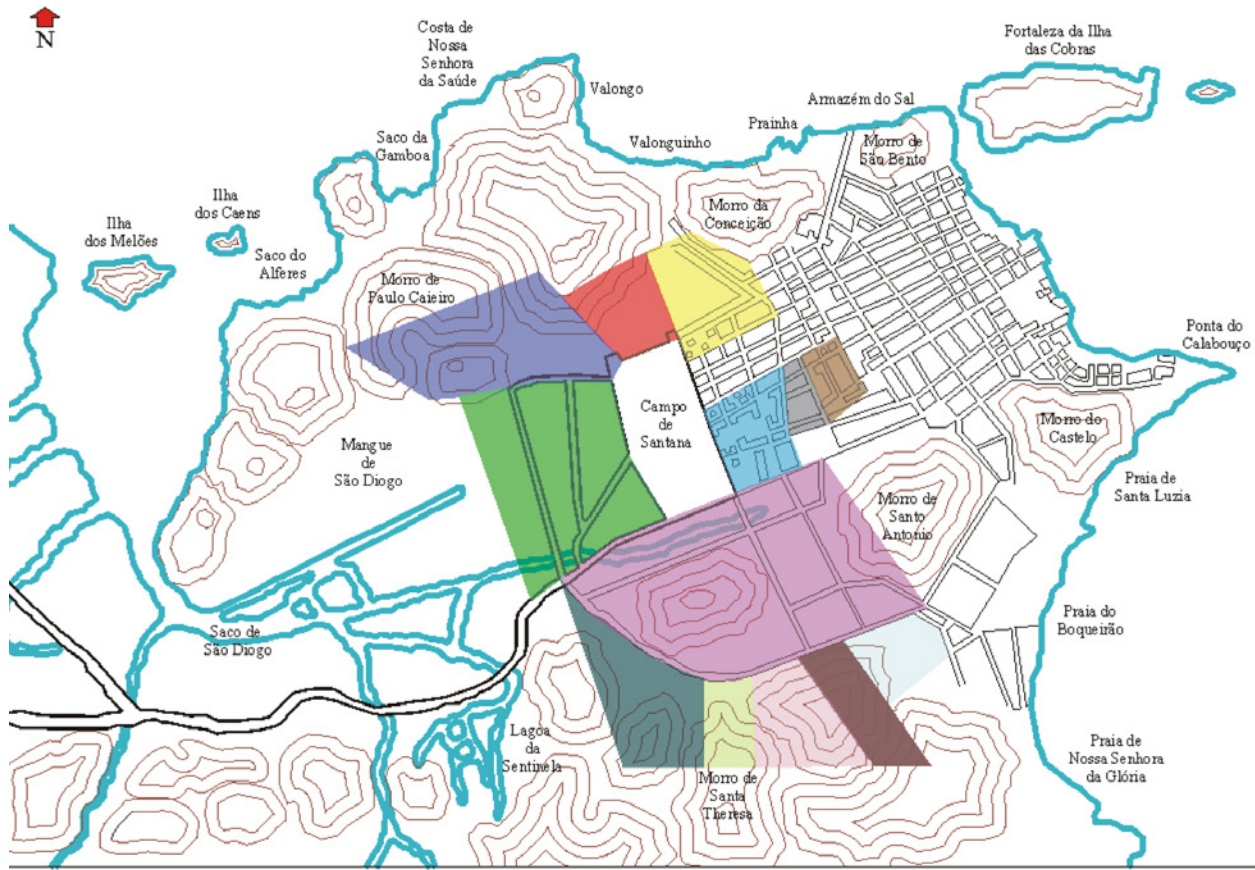 N
Costa de
Nossa
Senhora
da Saúde
Valongo
Fortaleza da Ilha
das Cobras
Armazém do Sal
Prainha
Valonguinho
Saco da
Gamboa
Morro de
São Bento
Ilha
dos Caens
Ilha
dos Melões
Saco do
Alferes
Morro da
Conceição
Morro de
Paulo Caieiro
Ponta do
Calabouço
Campo
de
Santana
Morro do
Castelo
Mangue
de
São Diogo
Praia de
Santa Luzia
Morro de
Santo
Antonio
Praia do
Boqueirão
Saco de
São Diogo
Lagoa
da
Sentinela
Praia de
Nossa Senhora
da Glória
Morro de
Santa
Theresa